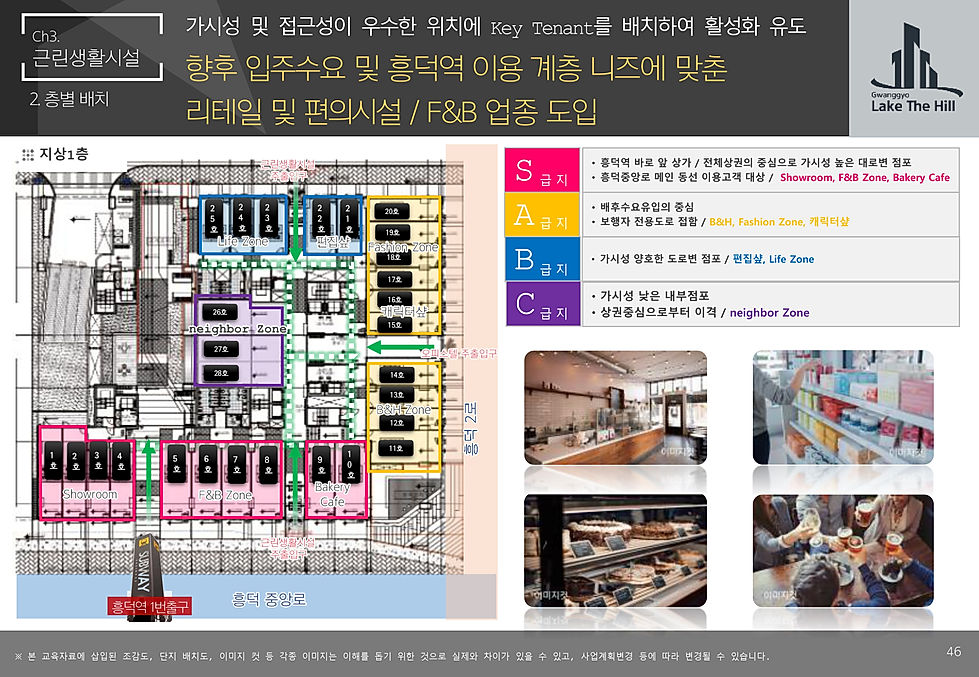 Ch3.
근린생활시설
2. 층별 배치
가시성 및 접근성이 우수한 위치에 Key Tenant를 배치하여 활성화 유도
향후 입주수요 및 흥덕역 이용 계층 니즈에 맞춘
리테일 및 편의시설 / F&B 업종 도입
Gwanggyo
Lake The Hill
지상1층
근린생활시설
주출입구
25호
24호
23호
22호
21호
Life Zone
편집샾
20호
19호
Fashion Zone
18호
17호
16호
캐릭터샾
15호
26호
neighbor Zone
27호
28호
오피스텔 주출입구
14호
13호
B&H Zone
12호
11호
흥덕 2로
1호
2호
3호
4호
Showroom
5호
6호
7호
8호
F&B Zone
9호
10호
Bakery
Cafe
근린생활시설
주출입구
SUBWAY
흥덕역 1번출구
흥덕 중앙로
S급지
• 흥덕역 바로 앞 상가 / 전체상권의 중심으로 가시성 높은 대로변 점포
• 흥덕중앙로 메인 동선 이용고객 대상 / Showroom, F&B Zone, Bakery Cafe
A급지
• 배후수요유입의 중심
• 보행자 전용도로 접함 / B&H, Fashion Zone, 캐릭터샾
B급지
• 가시성 양호한 도로변 점포 / 편집샾, Life Zone
C급지
• 가시성 낮은 내부점포
• 상권중심으로부터 이격 / neighbor Zone
이미지컷
이미지컷
이미지컷
이미지컷
※ 본 교육자료에 삽입된 조감도, 단지 배치도, 이미지 컷 등 각종 이미지는 이해를 돕기 위한 것으로 실제와 차이가 있을 수 있고, 사업계획변경 등에 따라 변경될 수 있습니다.
46